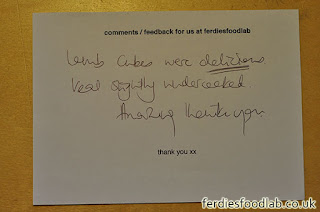 comments / feedback for us at ferdiesfoodlab
Lamb cubes were delicious
Veal slightly undercooked.
Amazing thank you
thank you xx
ferdiesfoodlab.co.uk